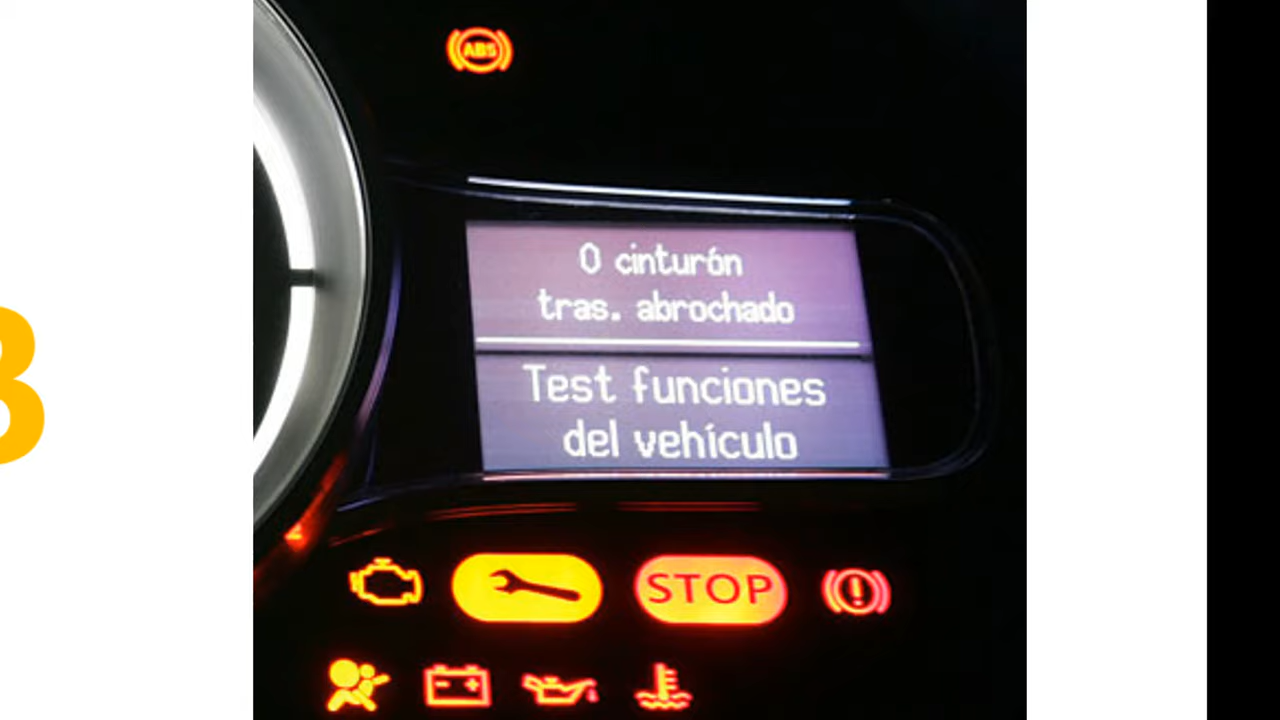 ABS
0 cinturón
tras. abrochado
Test funciones
del vehículo
STOP